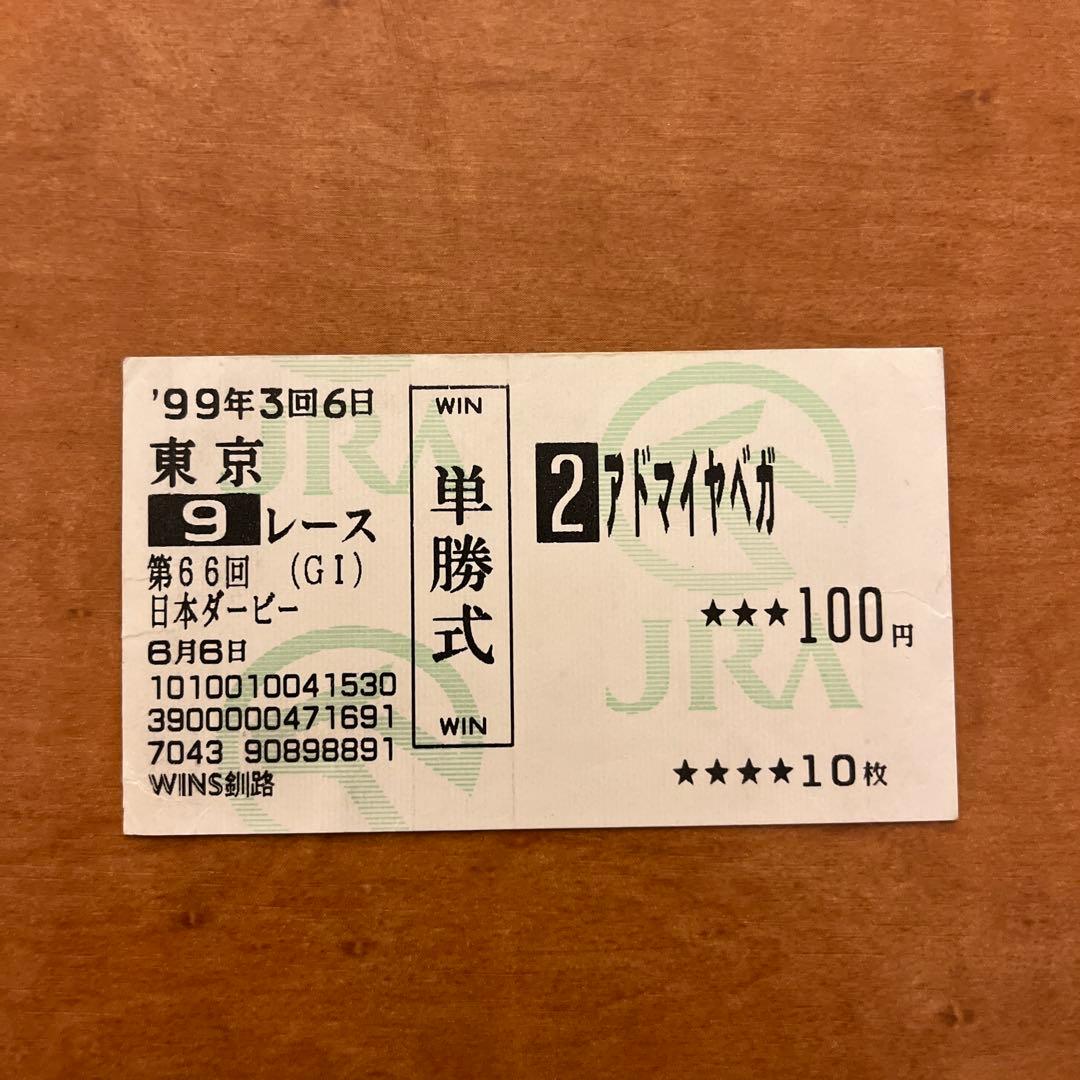 '99年3回6日
東京
9レース
第66回 (GI)
日本ダービー
6月6日
1010010041530
3900000471691
7043 90898891
WINS釧路
WIN
単勝式
WIN
2アドマイヤベガ
★★★100円
★★★★10枚
JRA
JRA